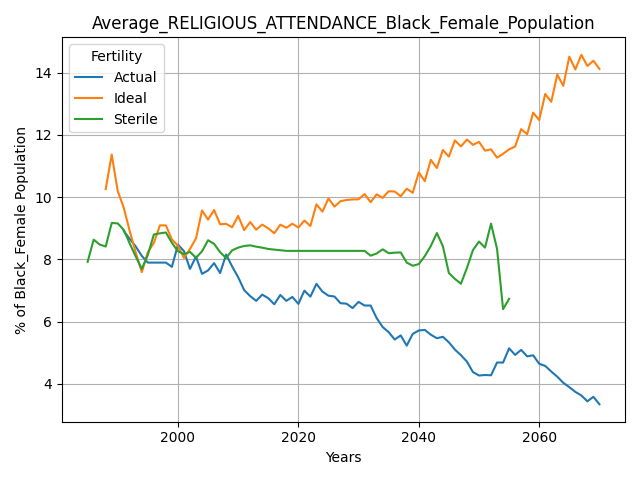 Average_RELIGIOUS_ATTENDANCE_Black_Female_Population
Fertility
Actual
Ideal
Sterile
% of Black_Female Population
14
12
10
8
6
4
2000 2020 2040 2060
Years